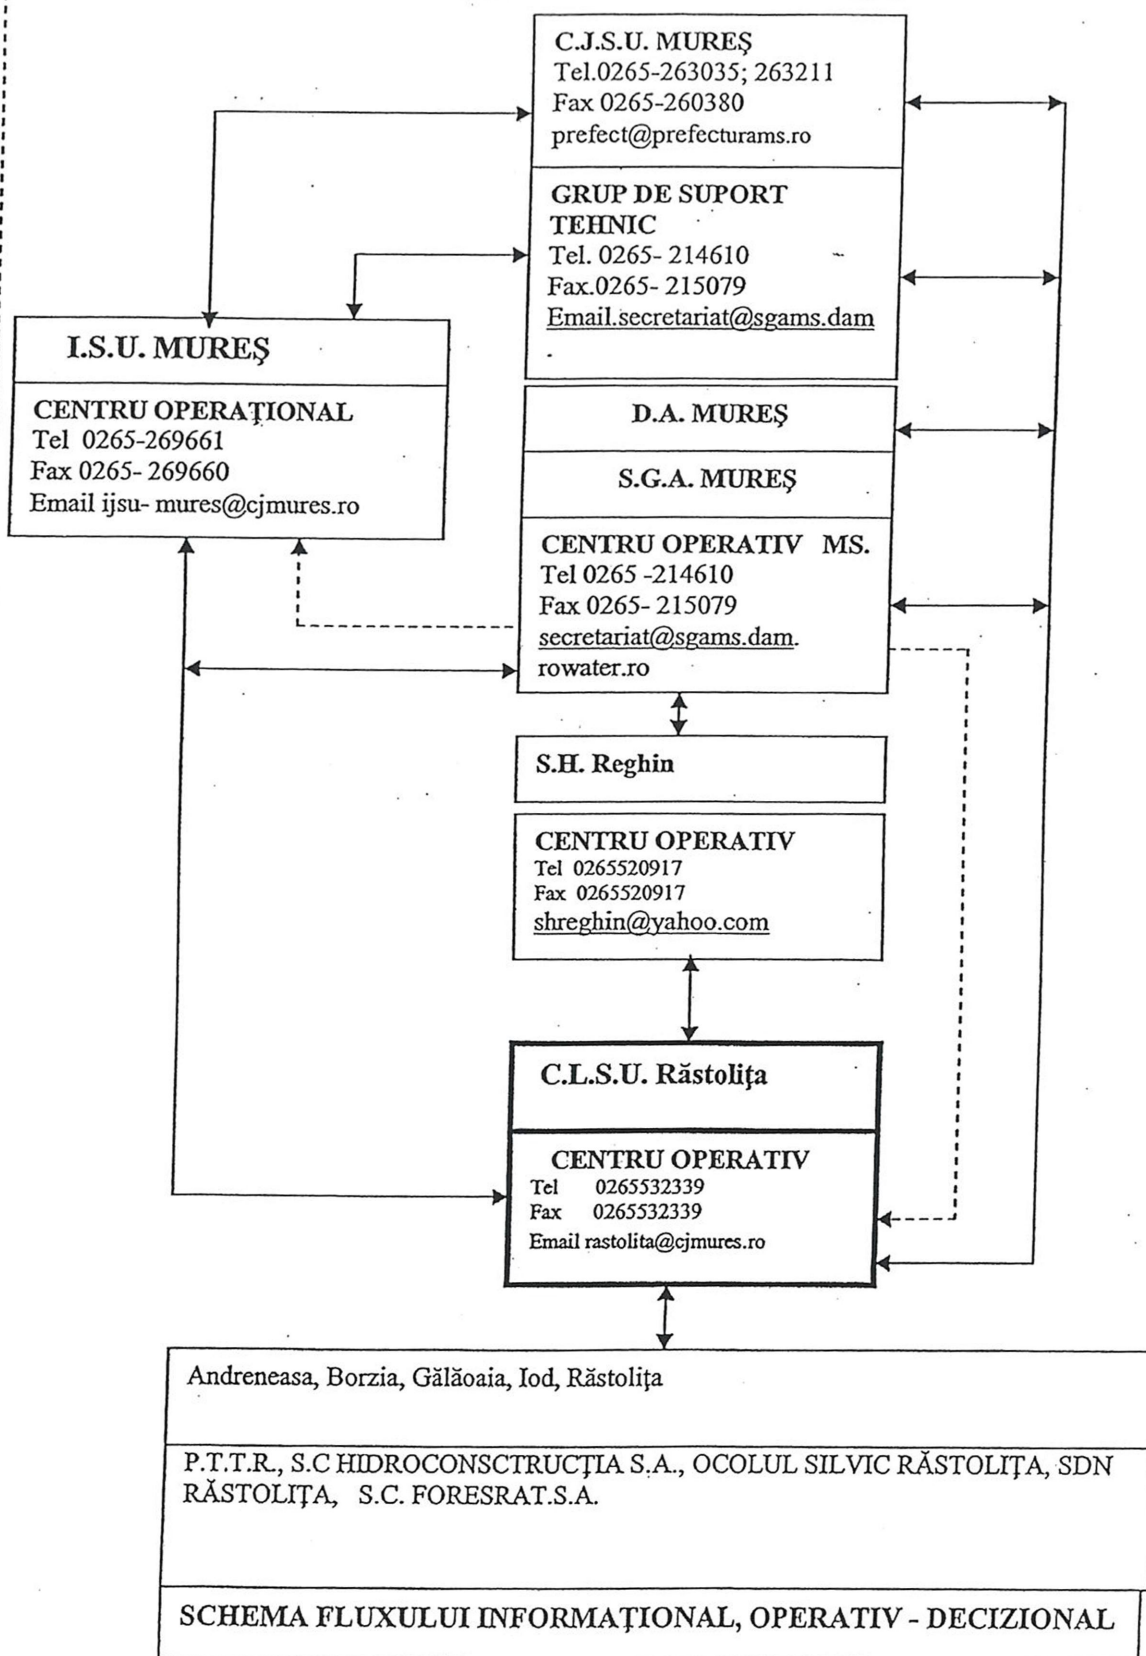 C.J.S.U. MUREŞ
Tel.0265-263035; 263211
Fax 0265-260380
prefect@prefecturams.ro
GRUP DE SUPORT
TEHNIC
Tel. 0265- 214610
Fax.0265- 215079
Email.secretariat@sgams.dam
.
I.S.U. MUREŞ
CENTRU OPERAŢIONAL
Tel 0265-269661
Fax 0265- 269660
Email ijsu- mures@cjmures.ro
D.A. MUREŞ
S.G.A. MUREŞ
CENTRU OPERATIV MS.
Tel 0265 -214610
Fax 0265- 215079
secretariat@sgams.dam.
rowater.ro
S.H. Reghin
CENTRU OPERATIV
Tel 0265520917
Fax 0265520917
shreghin@yahoo.com
C.L.S.U. Răstoliţa
CENTRU OPERATIV
Tel 0265532339
Fax 0265532339
Email rastolita@cjmures.ro
Andreneasa, Borzia, Gălăoaia, Iod, Răstoliţa
P.T.T.R., S.C HIDROCONSCTRUCŢIA S.A., OCOLUL SILVIC RĂSTOLIŢA, SDN
RĂSTOLIŢA, S.C. FORESRAT.S.A.
SCHEMA FLUXULUI INFORMAŢIONAL, OPERATIV - DECIZIONAL